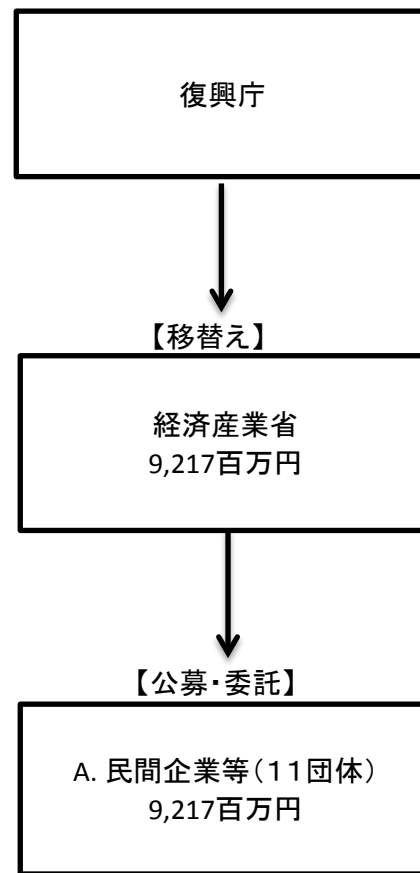 復興庁
【移替え】
経済産業省
9,217百万円
【公募・委託】
A. 民間企業等（１１団体）
9,217百万円